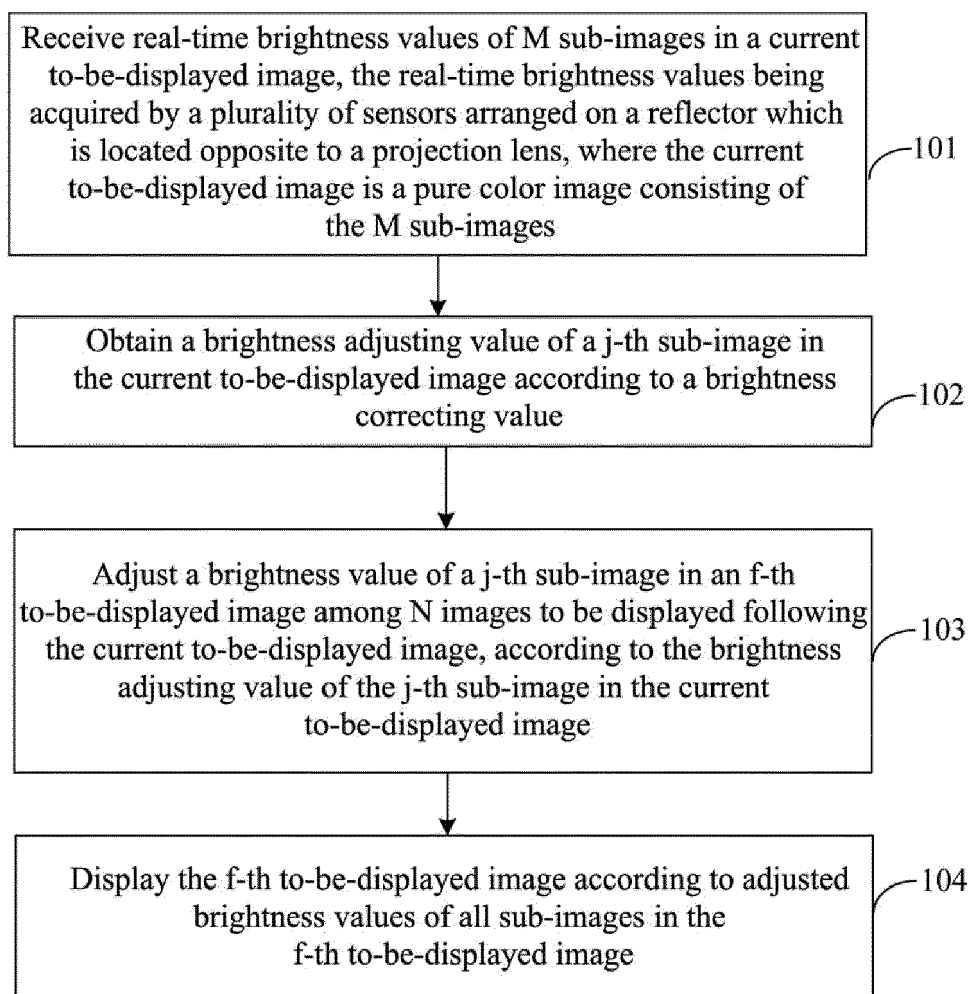 Receive real-time brightness values of M sub-images in a current
to-be-displayed image, the real-time brightness values being
acquired by a plurality of sensors arranged on a reflector which
is located opposite to a projection lens, where the current
to-be-displayed image is a pure color image consisting of
the M sub-images
101
Obtain a brightness adjusting value of a j-th sub-image in
the current to-be-displayed image according to a brightness
correcting value
102
Adjust a brightness value of a j-th sub-image in an f-th
to-be-displayed image among N images to be displayed following
the current to-be-displayed image, according to the brightness
adjusting value of the j-th sub-image in the current
to-be-displayed image
103
Display the f-th to-be-displayed image according to adjusted
brightness values of all sub-images in the
f-th to-be-displayed image
104